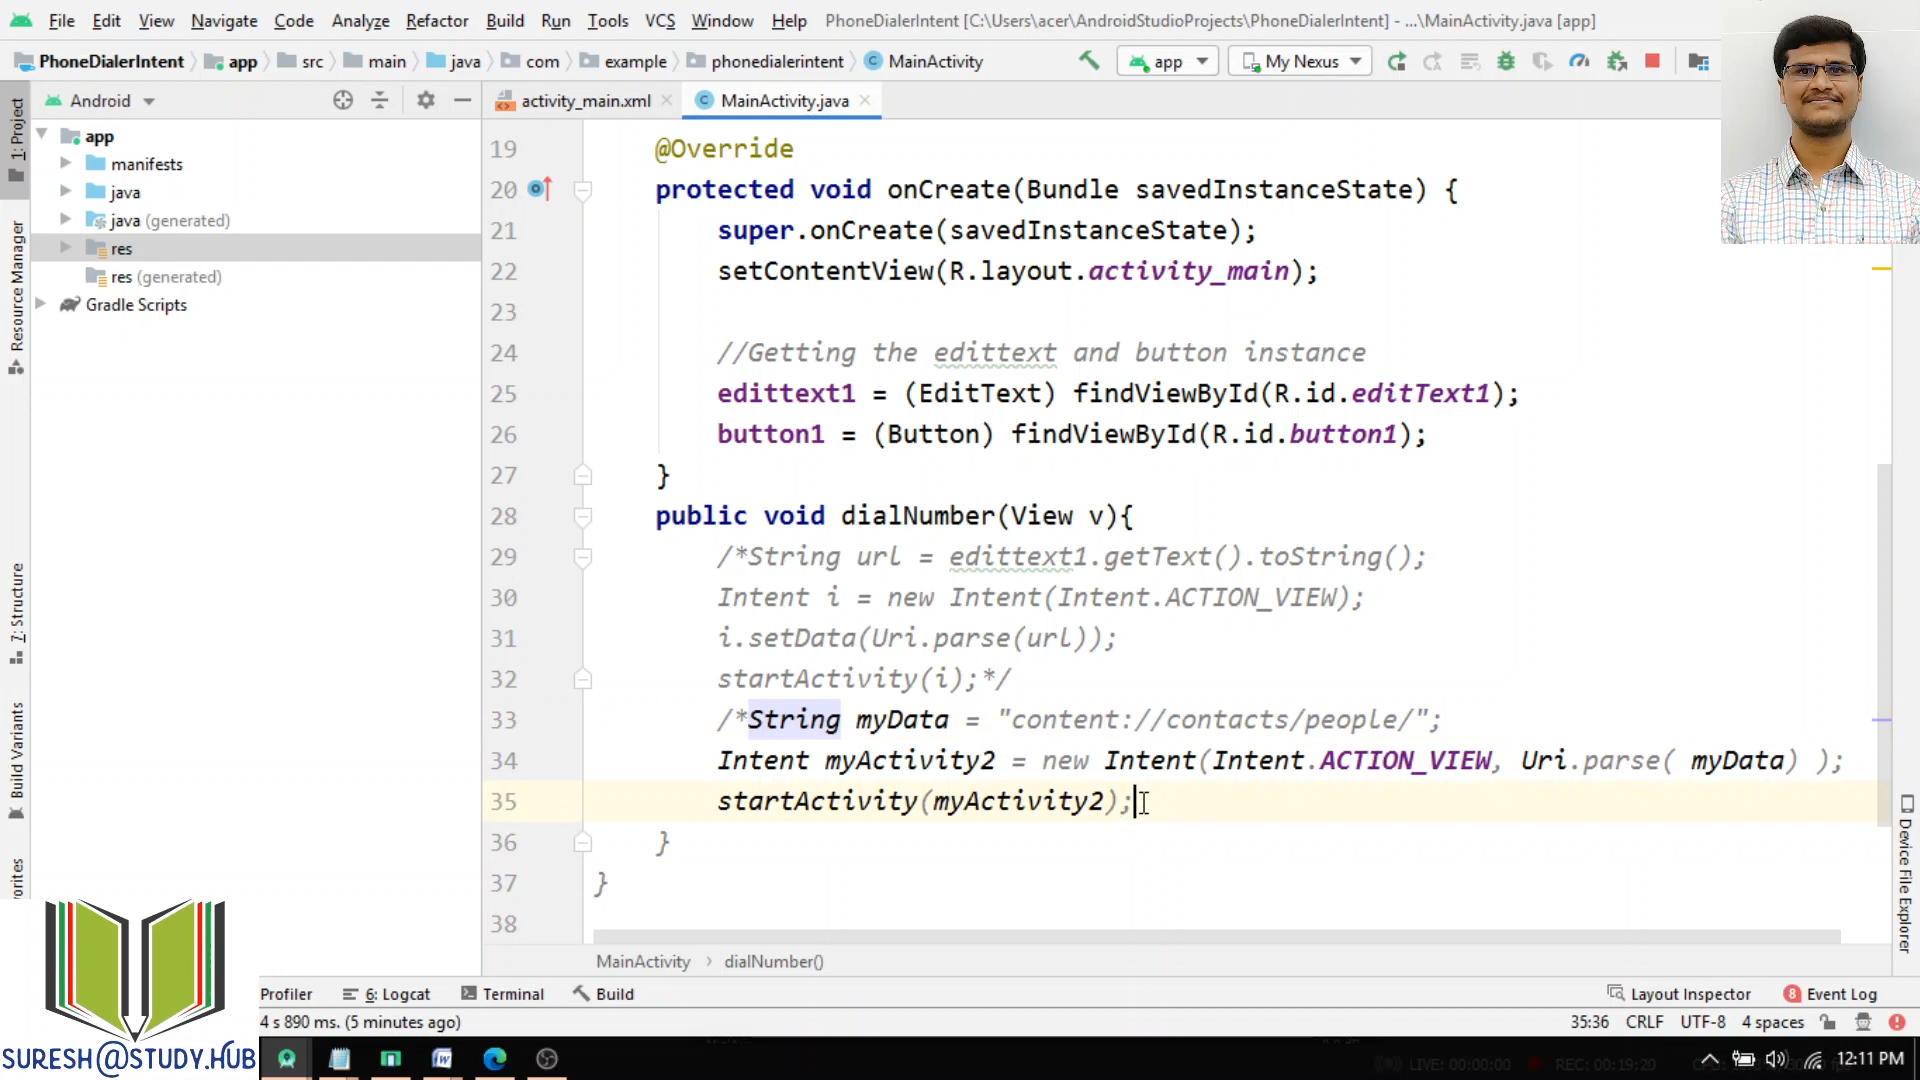 File Edit View Navigate Code Analyze Refactor Build Run Tools VCS Window Help PhoneDialerIntent [C:\Users\acer\AndroidStudioProjects\PhoneDialerIntent] - ...\MainActivity.java [app]
PhoneDialerIntent app src main java com example phonedialerintent MainActivity app My Nexus
Android activity_main.xml MainActivity.java
1: Project
Resource Manager
7: Structure
Build Variants
Device File Explorer
app
manifests
java
java (generated)
res
res (generated)
Gradle Scripts
19 @Override
20 protected void onCreate(Bundle savedInstanceState) {
21 super.onCreate(savedInstanceState);
22 setContentView(R.layout.activity_main);
23
24 //Getting the edittext and button instance
25 edittext1 = (EditText) findViewById(R.id.editText1);
26 button1 = (Button) findViewById(R.id.button1);
27 }
28 public void dialNumber(View v){
29 /*String url = edittext1.getText().toString();
30 Intent i = new Intent(Intent.ACTION_VIEW);
31 i.setData(Uri.parse(url));
32 startActivity(i);*/
33 /*String myData = "content://contacts/people/";
34 Intent myActivity2 = new Intent(Intent.ACTION_VIEW, Uri.parse( myData) );
35 startActivity(myActivity2);
36 }
37 }
38
MainActivity › dialNumber()
Profiler 6: Logcat Terminal Build Layout Inspector 8 Event Log
4 s 890 ms. (5 minutes ago) 35:36 CRLF UTF-8 4 spaces
SURESH@STUDY.HUB
LIVE: 00:00:00 REC: 00:19:20 12:11 PM